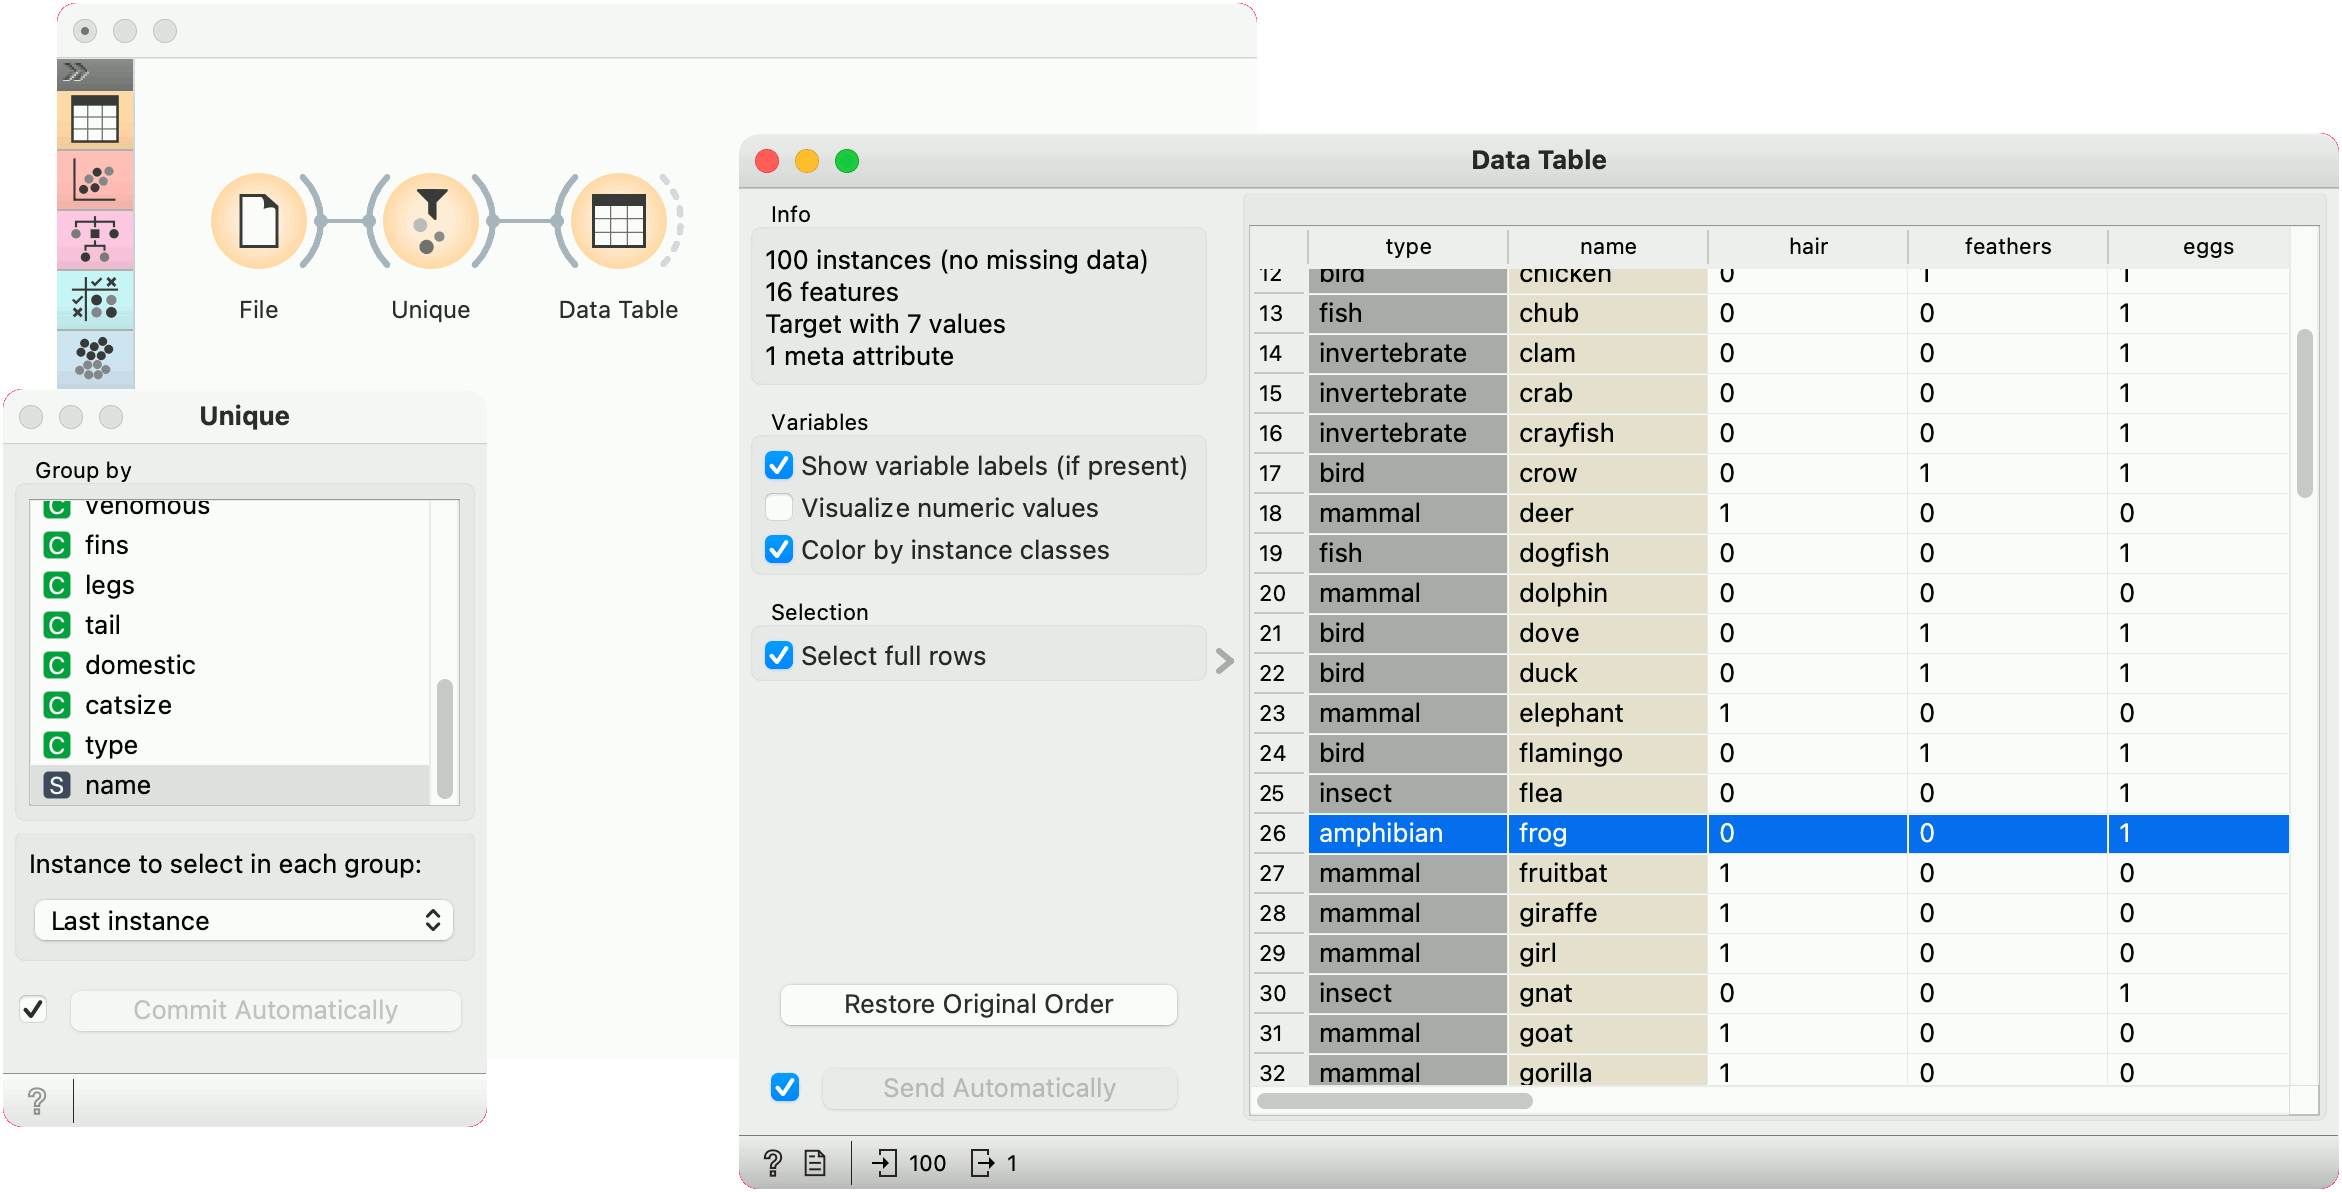 File
Unique
Data Table
Unique
Group by
venomous
C fins
C legs
C tail
C domestic
C catsize
C type
S name
Instance to select in each group:
Last instance
Commit Automatically
?
Data Table
Info
100 instances (no missing data)
16 features
Target with 7 values
1 meta attribute
Variables
Show variable labels (if present)
Visualize numeric values
Color by instance classes
Selection
Select full rows
Restore Original Order
Send Automatically
type name hair feathers eggs
12 bird chicken 0 1 1
13 fish chub 0 0 1
14 invertebrate clam 0 0 1
15 invertebrate crab 0 0 1
16 invertebrate crayfish 0 0 1
17 bird crow 0 1 1
18 mammal deer 1 0 0
19 fish dogfish 0 0 1
20 mammal dolphin 0 0 0
21 bird dove 0 1 1
22 bird duck 0 1 1
23 mammal elephant 1 0 0
24 bird flamingo 0 1 1
25 insect flea 0 0 1
26 amphibian frog 0 0 1
27 mammal fruitbat 1 0 0
28 mammal giraffe 1 0 0
29 mammal girl 1 0 0
30 insect gnat 0 0 1
31 mammal goat 1 0 0
32 mammal gorilla 1 0 0
? 100 1